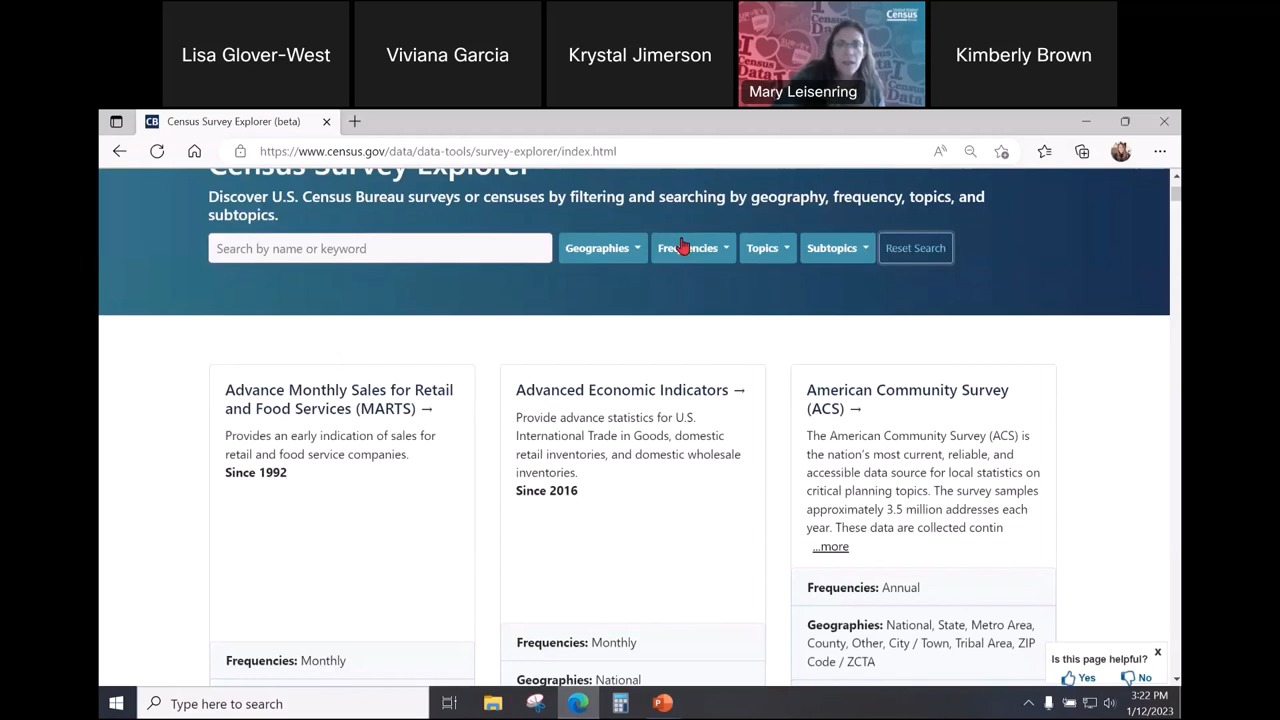 Lisa Glover-West
Viviana Garcia
Krystal Jimerson
United States
Census
Bureau
Mary Leisenring
Kimberly Brown
CB Census Survey Explorer (beta)
https://www.census.gov/data/data-tools/survey-explorer/index.html
Census Survey Explorer
Discover U.S. Census Bureau surveys or censuses by filtering and searching by geography, frequency, topics, and
subtopics.
Search by name or keyword
Geographies
Frequencies
Topics
Subtopics
Reset Search
Advance Monthly Sales for Retail
and Food Services (MARTS) →
Provides an early indication of sales for
retail and food service companies.
Since 1992
Frequencies: Monthly
Advanced Economic Indicators →
Provide advance statistics for U.S.
International Trade in Goods, domestic
retail inventories, and domestic wholesale
inventories.
Since 2016
Frequencies: Monthly
Geographies: National
American Community Survey
(ACS) →
The American Community Survey (ACS) is
the nation's most current, reliable, and
accessible data source for local statistics on
critical planning topics. The survey samples
approximately 3.5 million addresses each
year. These data are collected contin
...more
Frequencies: Annual
Geographies: National, State, Metro Area,
County, Other, City / Town, Tribal Area, ZIP
Code / ZCTA
Is this page helpful?
X
Yes
No
Type here to search
3:22 PM
1/12/2023